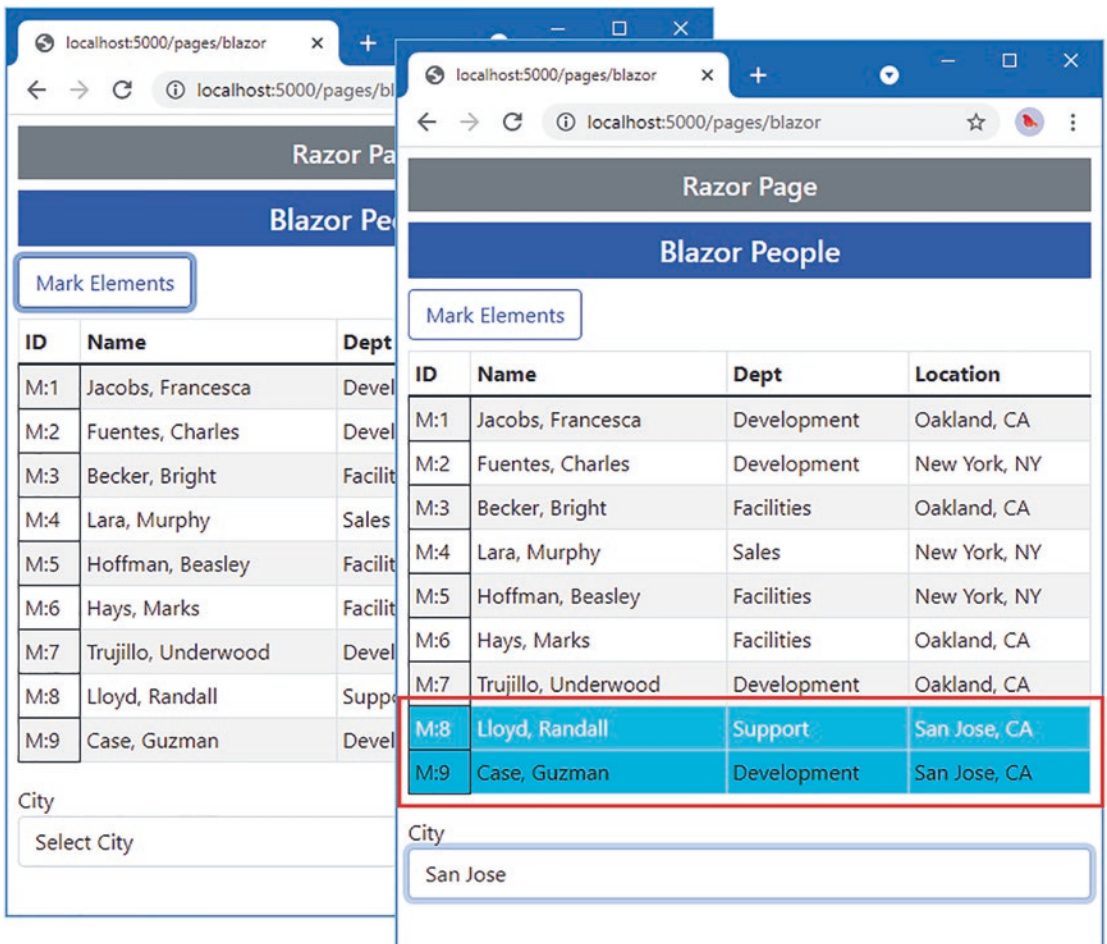 localhost:5000/pages/blazor
localhost:5000/pages/bl
Razor Pa
Blazor Pe
Mark Elements
ID Name Dept
M:1 Jacobs, Francesca Devel
M:2 Fuentes, Charles Devel
M:3 Becker, Bright Facilit
M:4 Lara, Murphy Sales
M:5 Hoffman, Beasley Facilit
M:6 Hays, Marks Facilit
M:7 Trujillo, Underwood Devel
M:8 Lloyd, Randall Suppo
M:9 Case, Guzman Devel
City
Select City
localhost:5000/pages/blazor
localhost:5000/pages/blazor
Razor Page
Blazor People
Mark Elements
ID Name Dept Location
M:1 Jacobs, Francesca Development Oakland, CA
M:2 Fuentes, Charles Development New York, NY
M:3 Becker, Bright Facilities Oakland, CA
M:4 Lara, Murphy Sales New York, NY
M:5 Hoffman, Beasley Facilities New York, NY
M:6 Hays, Marks Facilities Oakland, CA
M:7 Trujillo, Underwood Development Oakland, CA
M:8 Lloyd, Randall Support San Jose, CA
M:9 Case, Guzman Development San Jose, CA
City
San Jose